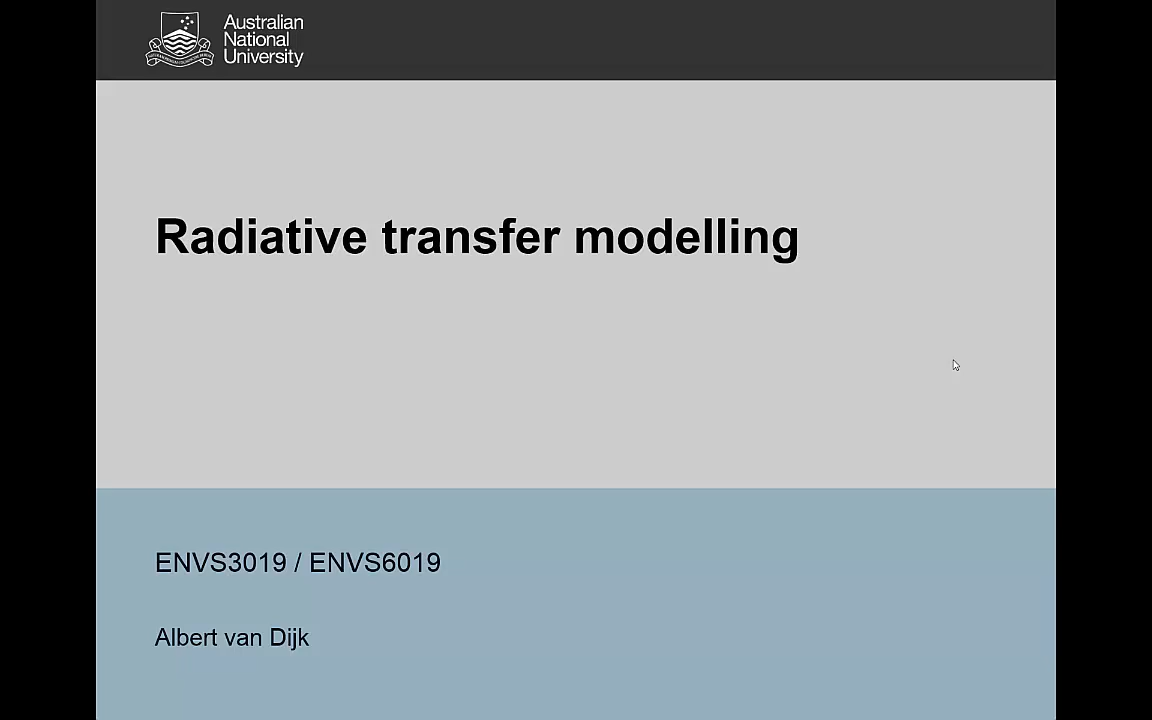 Australian
National
University
Radiative transfer modelling
ENVS3019 / ENVS6019
Albert van Dijk